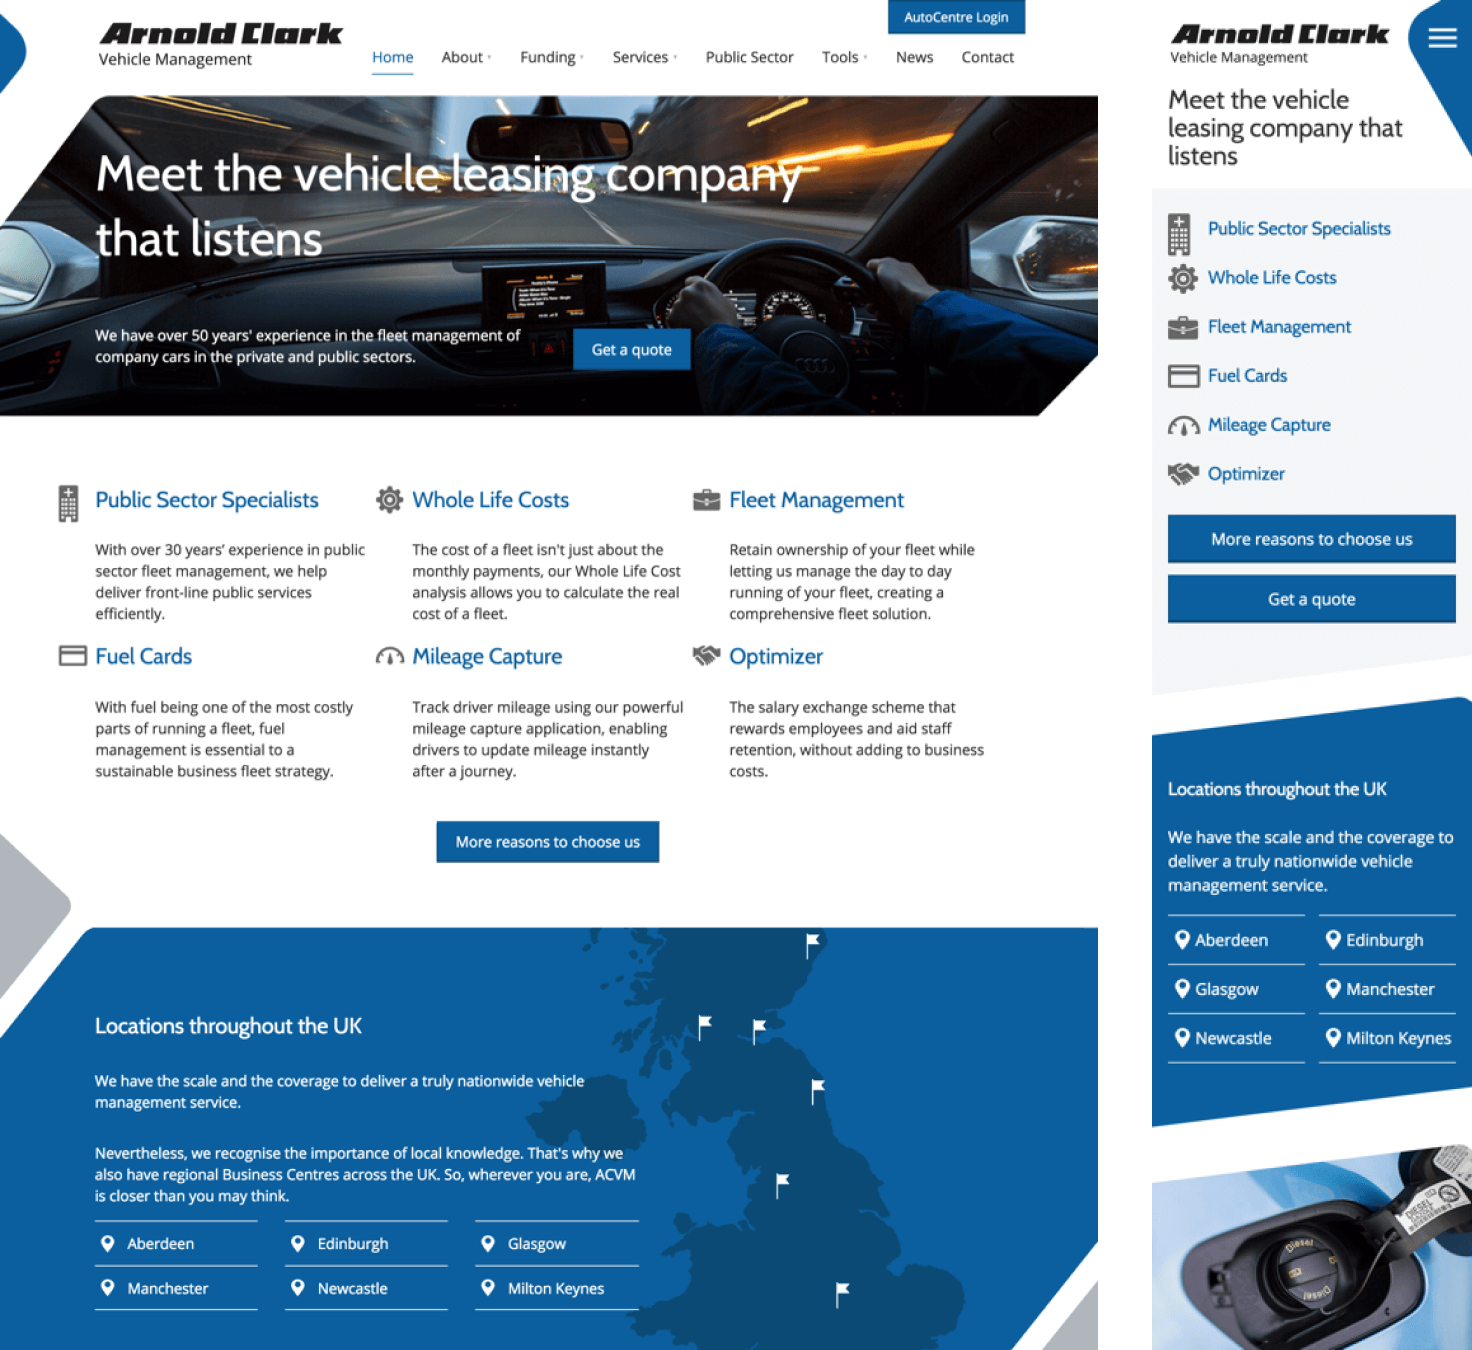 AutoCentre Login
Arnold Clark
Vehicle Management
Home About Funding Services Public Sector Tools News Contact
Meet the vehicle leasing company
that listens
We have over 50 years' experience in the fleet management of
company cars in the private and public sectors.
Get a quote
Public Sector Specialists
With over 30 years’ experience in public
sector fleet management, we help
deliver front-line public services
efficiently.
Whole Life Costs
The cost of a fleet isn't just about the
monthly payments, our Whole Life Cost
analysis allows you to calculate the real
cost of a fleet.
Fleet Management
Retain ownership of your fleet while
letting us manage the day to day
running of your fleet, creating a
comprehensive fleet solution.
Fuel Cards
With fuel being one of the most costly
parts of running a fleet, fuel
management is essential to a
sustainable business fleet strategy.
Mileage Capture
Track driver mileage using our powerful
mileage capture application, enabling
drivers to update mileage instantly
after a journey.
Optimizer
The salary exchange scheme that
rewards employees and aid staff
retention, without adding to business
costs.
More reasons to choose us
Locations throughout the UK
We have the scale and the coverage to deliver a truly nationwide vehicle
management service.
Nevertheless, we recognise the importance of local knowledge. That's why we
also have regional Business Centres across the UK. So, wherever you are, ACVM
is closer than you may think.
Aberdeen Edinburgh Glasgow
Manchester Newcastle Milton Keynes
Arnold Clark
Vehicle Management
Meet the vehicle
leasing company that
listens
Public Sector Specialists
Whole Life Costs
Fleet Management
Fuel Cards
Mileage Capture
Optimizer
More reasons to choose us
Get a quote
Locations throughout the UK
We have the scale and the coverage to
deliver a truly nationwide vehicle
management service.
Aberdeen Edinburgh
Glasgow Manchester
Newcastle Milton Keynes
DIESEL
Diesel
Diesel